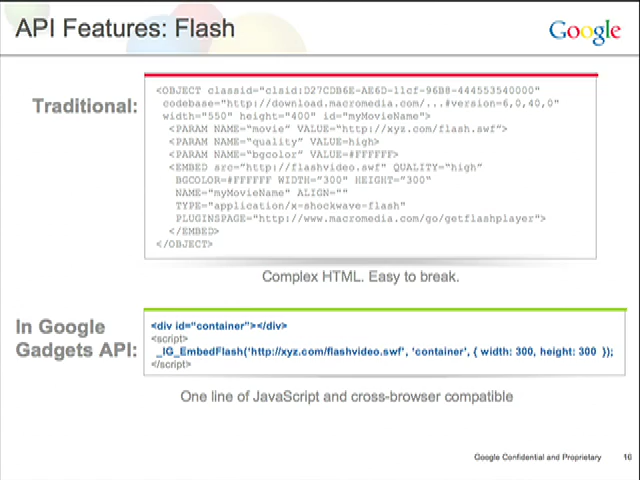 API Features: Flash
Google
Traditional:
<OBJECT classid="clsid:D27CDB6E-AE6D-11cf-96B8-444553540000"
codebase="http://download.macromedia.com/...#version=6,0,40,0"
width="550" height="400" id="myMovieName">
<PARAM NAME="movie" VALUE="http://xyz.com/flash.swf">
<PARAM NAME="quality" VALUE=high>
<PARAM NAME="bgcolor" VALUE=#FFFFFF>
<EMBED src="http://flashvideo.swf" QUALITY="high"
BGCOLOR=#FFFFFF WIDTH="300" HEIGHT="300"
NAME="myMovieName" ALIGN=""
TYPE="application/x-shockwave-flash"
PLUGINSPAGE="http://www.macromedia.com/go/getflashplayer">
</EMBED>
</OBJECT>
Complex HTML. Easy to break.
In Google
Gadgets API:
<div id="container"></div>
<script>
_IG_EmbedFlash('http://xyz.com/flashvideo.swf', 'container', { width: 300, height: 300 });
</script>
One line of JavaScript and cross-browser compatible
Google Confidential and Proprietary 16